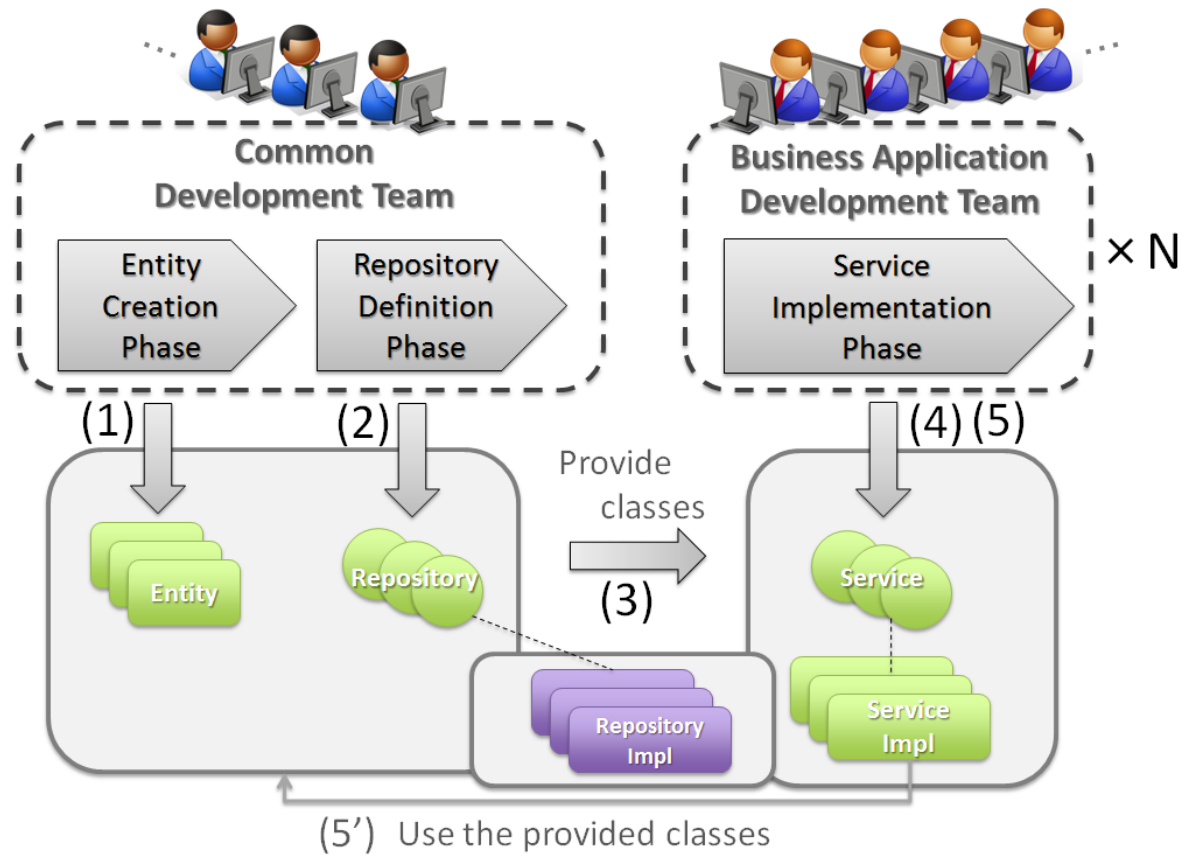 Common
Development Team
Business Application
Development Team
Entity
Creation
Phase
Repository
Definition
Phase
Service
Implementation
Phase
× N
(1)
(2)
(4) (5)
Provide
classes
(3)
Entity
Repository
Service
Repository
Impl
Service
Impl
(5') Use the provided classes